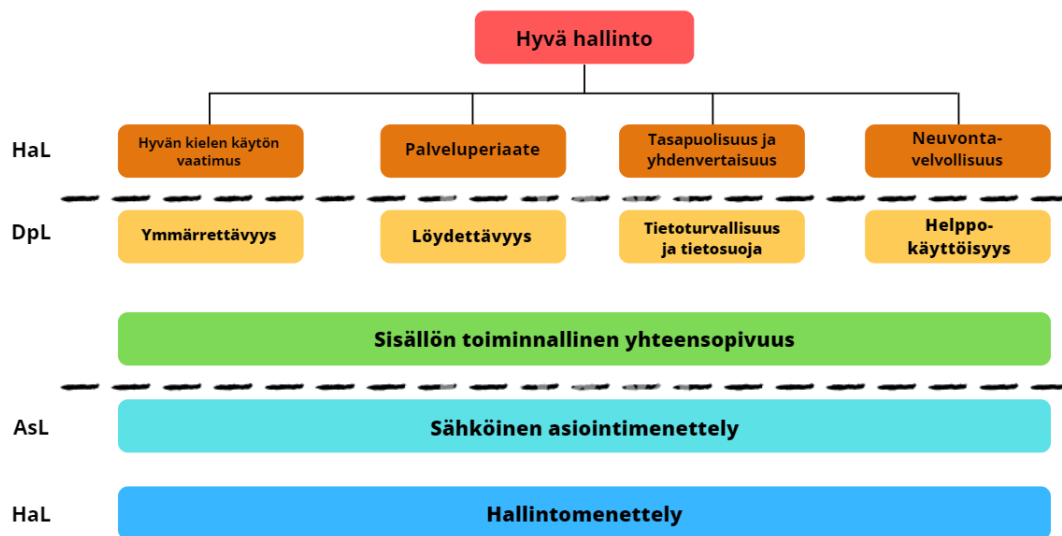 Hyvä hallinto
HaL
Hyvän kielen käytön
vaatimus
Palveluperiaate
Tasapuolisuus ja
yhdenvertaisuus
Neuvonta-
velvollisuus
DpL
Ymmärrettävyys
Löydettävyys
Tietoturvallisuus
ja tietosuoja
Helppo-
käyttöisyys
Sisällön toiminnallinen yhteensopivuus
AsL
Sähköinen asiointimenettely
HaL
Hallintomenettely